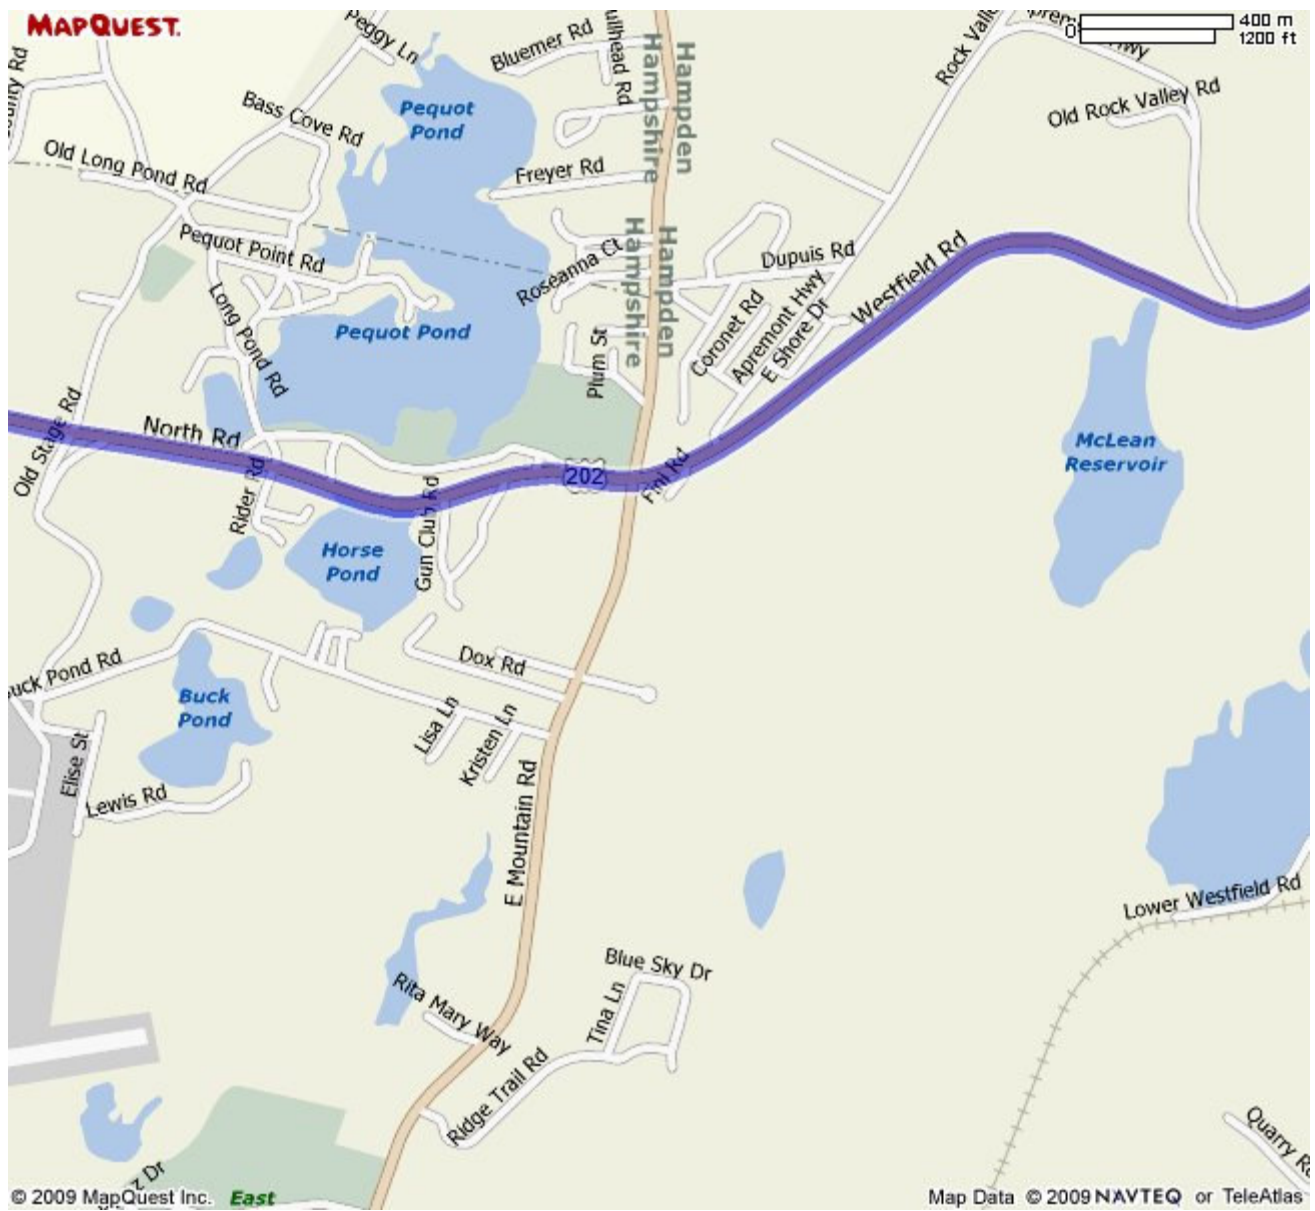 MAPQUEST.
0
400 m
1200 ft
Peggy Ln
Bluemer Rd
Hampshire
Hampden
Rock
Old Rock Valley Rd
Bass Cove Rd
Pequot
Pond
Old Long Pond Rd
Freyer Rd
Pequot Point Rd
Roseanna Ct
Hampshire
Hampden
Dupuis Rd
Westfield Rd
Long Pond Rd
Pequot Pond
Plum St
Coronet Rd
Apremont Hwy
E Shore Dr
Old Stage Rd
North Rd
Rider Rd
202
Fini Rd
McLean
Reservoir
Gun Club Rd
Horse
Pond
Pond Rd
Dox Rd
Buck
Pond
Lisa Ln
Kristen Ln
Elise St
Lewis Rd
E Mountain Rd
Lower Westfield Rd
Rita Mary Way
Blue Sky Dr
Tina Ln
Ridge Trail Rd
Quarry
Dr
East
© 2009 MapQuest Inc.
Map Data © 2009 NAVTEQ or TeleAtlas